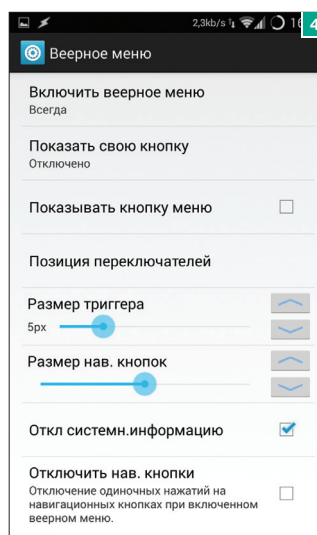 2,3kb/s 16 4
Веерное меню
Включить веерное меню
Всегда
Показать свою кнопку
Отключено
Показывать кнопку меню
Позиция переключателей
Размер триггера
5px
Размер нав. кнопок
Откл системн.информацию
Отключить нав. кнопки
Отключение одиночных нажатий на
навигационных кнопках при включенном
веерном меню.